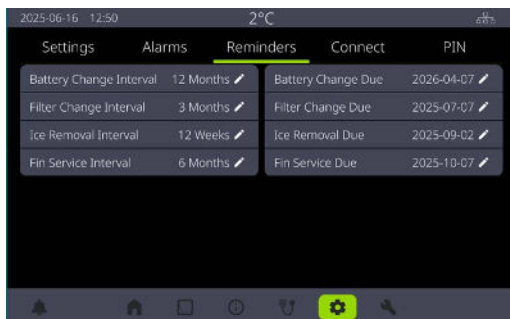 2025-06-16 12:50 2°C
Settings Alarms Reminders Connect PIN
Battery Change Interval 12 Months Battery Change Due 2026-04-07
Filter Change Interval 3 Months Filter Change Due 2025-07-07
Ice Removal Interval 12 Weeks Ice Removal Due 2025-09-02
Fin Service Interval 6 Months Fin Service Due 2025-10-07